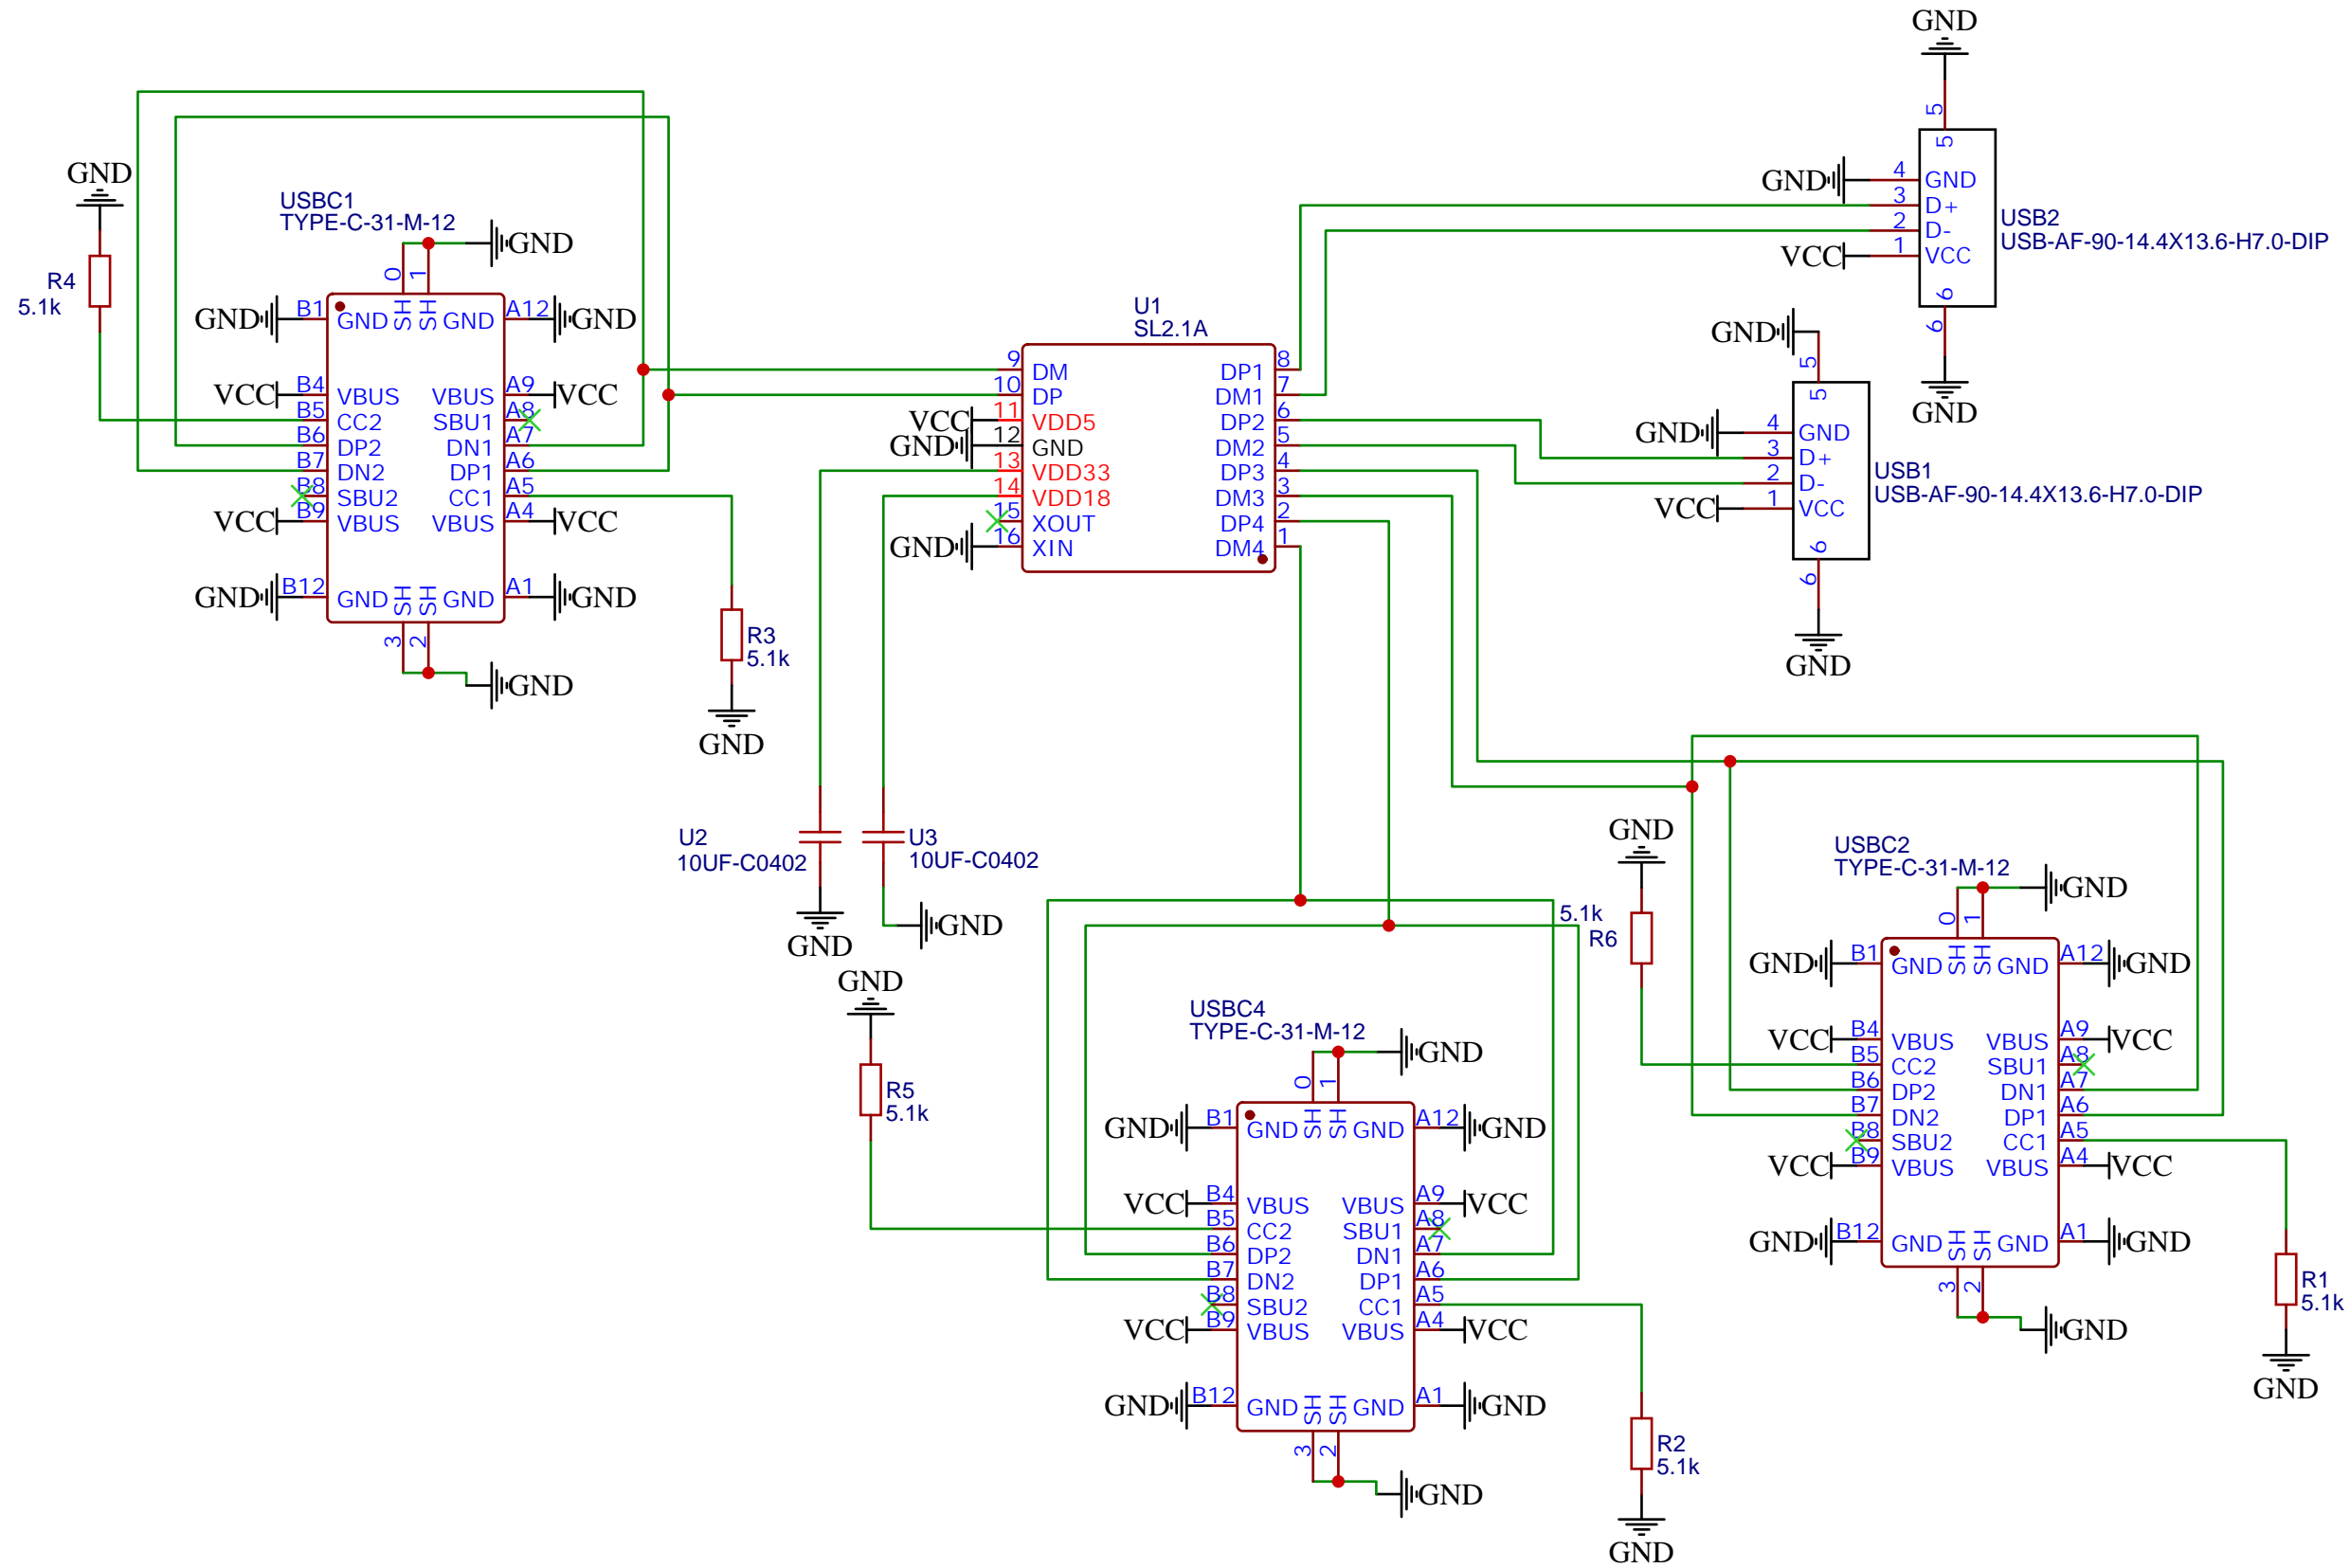 GND
5
5
4 GND
3 D+
2 D-
1 VCC
6
6
GND
VCC
GND
USB2
USB-AF-90-14.4X13.6-H7.0-DIP
GND
5
5
4 GND
3 D+
2 D-
1 VCC
6
6
GND
VCC
GND
USB1
USB-AF-90-14.4X13.6-H7.0-DIP
GND
R4
5.1k
USBC1
TYPE-C-31-M-12
GND
0 1
SH SH
GND B1 GND GND A12 GND
VCC B4 VBUS VBUS A9 VCC
B5 CC2 SBU1 A8
B6 DP2 DN1 A7
B7 DN2 DP1 A6
B8 SBU2 CC1 A5
VCC B9 VBUS VBUS A4 VCC
GND B12 GND GND A1 GND
SH SH
3 2
GND
R3
5.1k
GND
U1
SL2.1A
9 DM DP1 8
10 DP DM1 7
VCC 11 VDD5 DP2 6
GND 12 GND DM2 5
13 VDD33 DP3 4
14 VDD18 DM3 3
15 XOUT DP4 2
GND 16 XIN DM4 1
U2
10UF-C0402
GND
U3
10UF-C0402
GND
GND
R5
5.1k
USBC4
TYPE-C-31-M-12
GND
0 1
SH SH
GND B1 GND GND A12 GND
VCC B4 VBUS VBUS A9 VCC
B5 CC2 SBU1 A8
B6 DP2 DN1 A7
B7 DN2 DP1 A6
B8 SBU2 CC1 A5
VCC B9 VBUS VBUS A4 VCC
GND B12 GND GND A1 GND
SH SH
3 2
GND
R2
5.1k
GND
GND
5.1k
R6
USBC2
TYPE-C-31-M-12
GND
0 1
SH SH
GND B1 GND GND A12 GND
VCC B4 VBUS VBUS A9 VCC
B5 CC2 SBU1 A8
B6 DP2 DN1 A7
B7 DN2 DP1 A6
B8 SBU2 CC1 A5
VCC B9 VBUS VBUS A4 VCC
GND B12 GND GND A1 GND
SH SH
3 2
GND
R1
5.1k
GND